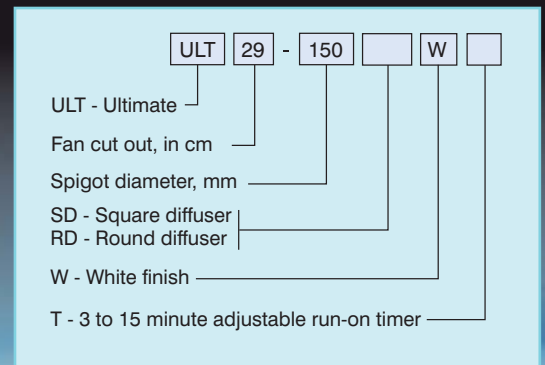 ULT 29 - 150 W
ULT - Ultimate
Fan cut out, in cm
Spigot diameter, mm
SD - Square diffuser
RD - Round diffuser
W - White finish
T - 3 to 15 minute adjustable run-on timer